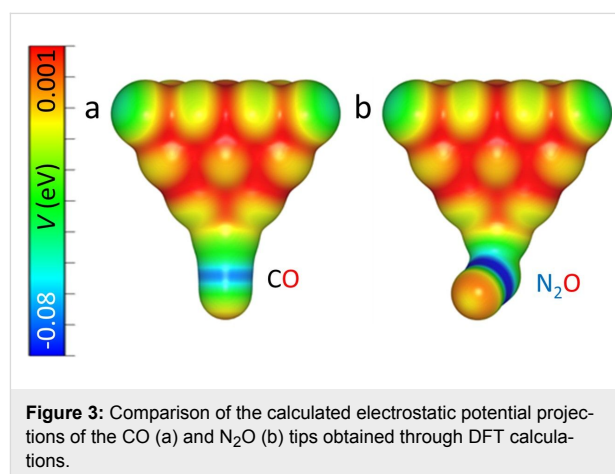 a
b
0.001
V (eV)
-0.08
CO
N₂O
Figure 3: Comparison of the calculated electrostatic potential projec-
tions of the CO (a) and N₂O (b) tips obtained through DFT calcula-
tions.